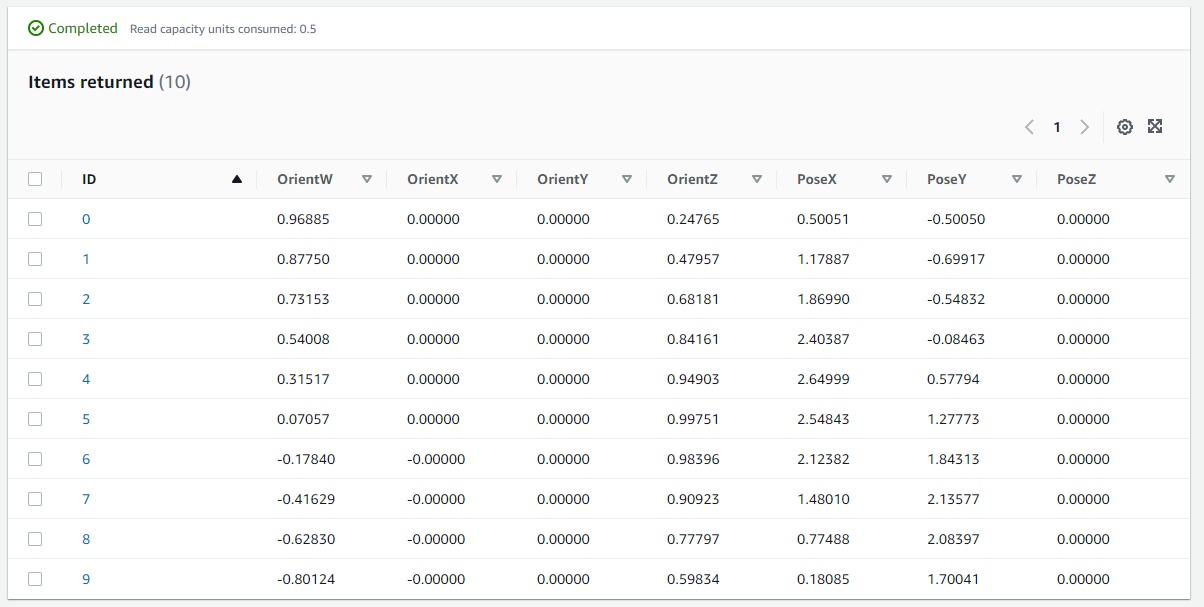 Completed Read capacity units consumed: 0.5
Items returned (10)
1
ID OrientW OrientX OrientY OrientZ PoseX PoseY PoseZ
0 0.96885 0.00000 0.00000 0.24765 0.50051 -0.50050 0.00000
1 0.87750 0.00000 0.00000 0.47957 1.17887 -0.69917 0.00000
2 0.73153 0.00000 0.00000 0.68181 1.86990 -0.54832 0.00000
3 0.54008 0.00000 0.00000 0.84161 2.40387 -0.08463 0.00000
4 0.31517 0.00000 0.00000 0.94903 2.64999 0.57794 0.00000
5 0.07057 0.00000 0.00000 0.99751 2.54843 1.27773 0.00000
6 -0.17840 -0.00000 0.00000 0.98396 2.12382 1.84313 0.00000
7 -0.41629 -0.00000 0.00000 0.90923 1.48010 2.13577 0.00000
8 -0.62830 -0.00000 0.00000 0.77797 0.77488 2.08397 0.00000
9 -0.80124 -0.00000 0.00000 0.59834 0.18085 1.70041 0.00000